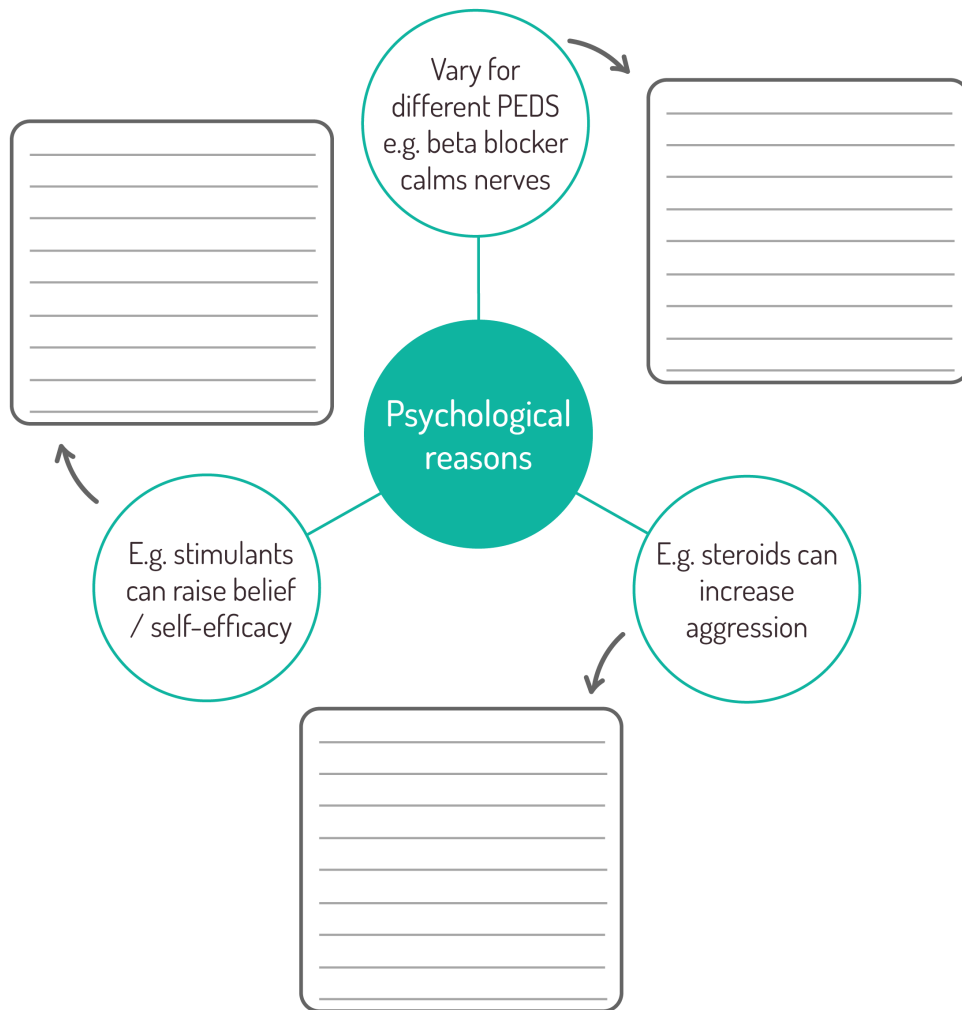 Vary for
different PEDS
e.g. beta blocker
calms nerves
Psychological
reasons
E.g. stimulants
can raise belief
/ self-efficacy
E.g. steroids can
increase
aggression